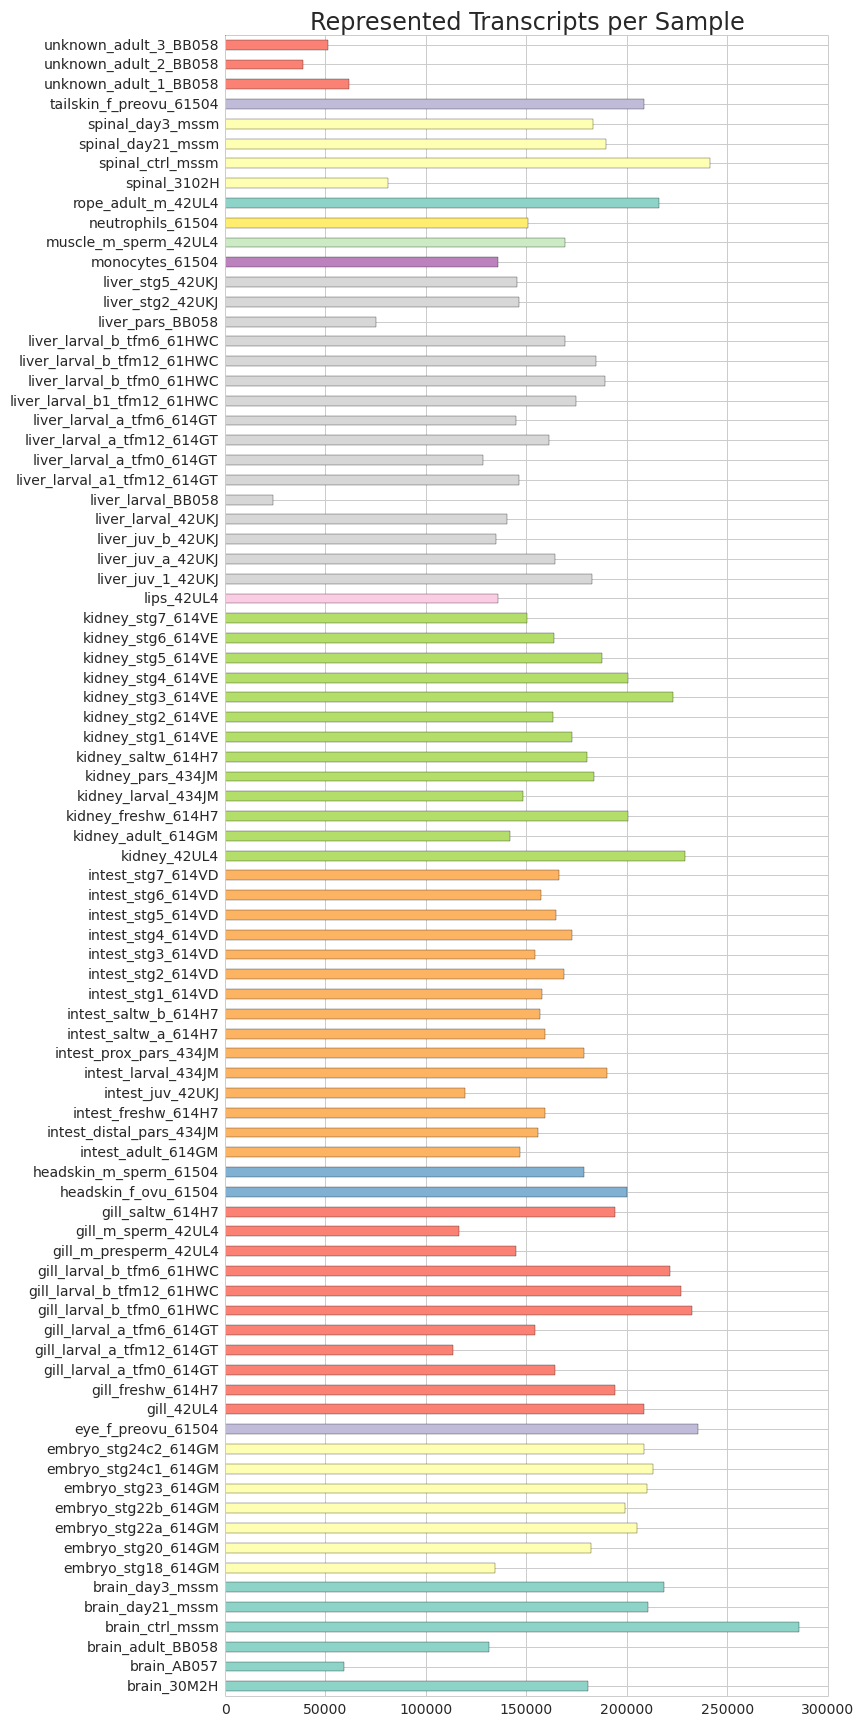 Represented Transcripts per Sample
unknown_adult_3_BB058
unknown_adult_2_BB058
unknown_adult_1_BB058
tailskin_f_preovu_61504
spinal_day3_mssm
spinal_day21_mssm
spinal_ctrl_mssm
spinal_3102H
rope_adult_m_42UL4
neutrophils_61504
muscle_m_sperm_42UL4
monocytes_61504
liver_stg5_42UKJ
liver_stg2_42UKJ
liver_pars_BB058
liver_larval_b_tfm6_61HWC
liver_larval_b_tfm12_61HWC
liver_larval_b_tfm0_61HWC
liver_larval_b1_tfm12_61HWC
liver_larval_a_tfm6_614GT
liver_larval_a_tfm12_614GT
liver_larval_a_tfm0_614GT
liver_larval_a1_tfm12_614GT
liver_larval_BB058
liver_larval_42UKJ
liver_juv_b_42UKJ
liver_juv_a_42UKJ
liver_juv_1_42UKJ
lips_42UL4
kidney_stg7_614VE
kidney_stg6_614VE
kidney_stg5_614VE
kidney_stg4_614VE
kidney_stg3_614VE
kidney_stg2_614VE
kidney_stg1_614VE
kidney_saltw_614H7
kidney_pars_434JM
kidney_larval_434JM
kidney_freshw_614H7
kidney_adult_614GM
kidney_42UL4
intest_stg7_614VD
intest_stg6_614VD
intest_stg5_614VD
intest_stg4_614VD
intest_stg3_614VD
intest_stg2_614VD
intest_stg1_614VD
intest_saltw_b_614H7
intest_saltw_a_614H7
intest_prox_pars_434JM
intest_larval_434JM
intest_juv_42UKJ
intest_freshw_614H7
intest_distal_pars_434JM
intest_adult_614GM
headskin_m_sperm_61504
headskin_f_ovu_61504
gill_saltw_614H7
gill_m_sperm_42UL4
gill_m_presperm_42UL4
gill_larval_b_tfm6_61HWC
gill_larval_b_tfm12_61HWC
gill_larval_b_tfm0_61HWC
gill_larval_a_tfm6_614GT
gill_larval_a_tfm12_614GT
gill_larval_a_tfm0_614GT
gill_freshw_614H7
gill_42UL4
eye_f_preovu_61504
embryo_stg24c2_614GM
embryo_stg24c1_614GM
embryo_stg23_614GM
embryo_stg22b_614GM
embryo_stg22a_614GM
embryo_stg20_614GM
embryo_stg18_614GM
brain_day3_mssm
brain_day21_mssm
brain_ctrl_mssm
brain_adult_BB058
brain_AB057
brain_30M2H
0 50000 100000 150000 200000 250000 300000